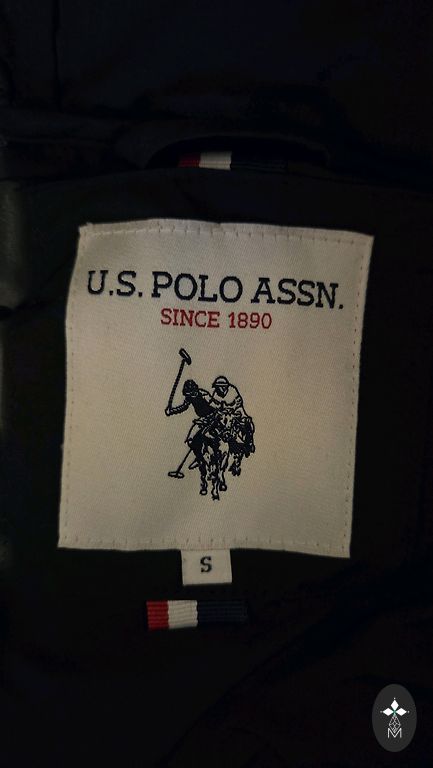 U.S. POLO ASSN.
SINCE 1890
S
M